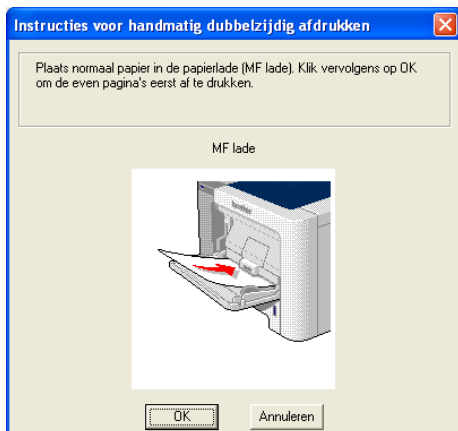 Instructies voor handmatig dubbelzijdig afdrukken
Plaats normaal papier in de papierlade (MF lade). Klik vervolgens op OK
om de even pagina's eerst af te drukken.
MF lade
brother
OK
Annuleren